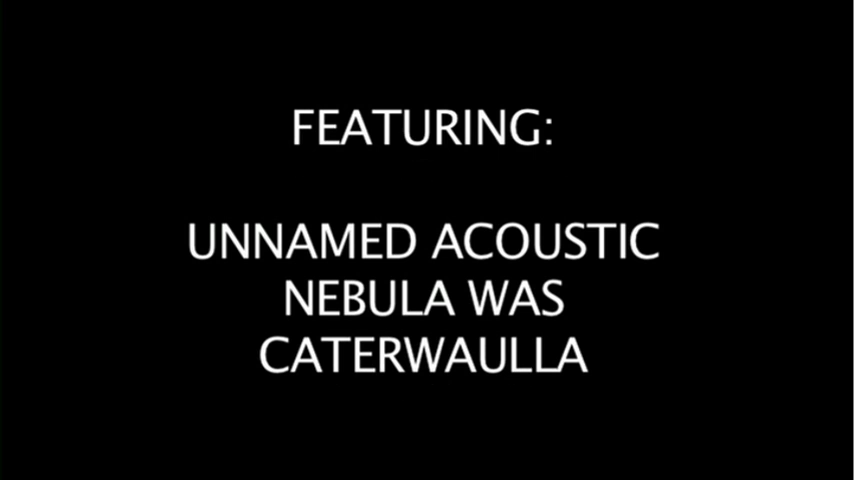 FEATURING:
UNNAMED ACOUSTIC
NEBULA WAS
CATERWAULLA